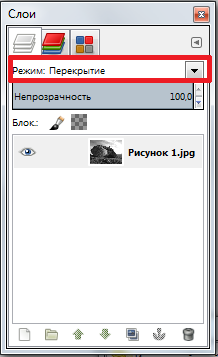 Слои
Режим: Перекрытие
Непрозрачность 100,0
Блок.:
Рисунок 1.jpg